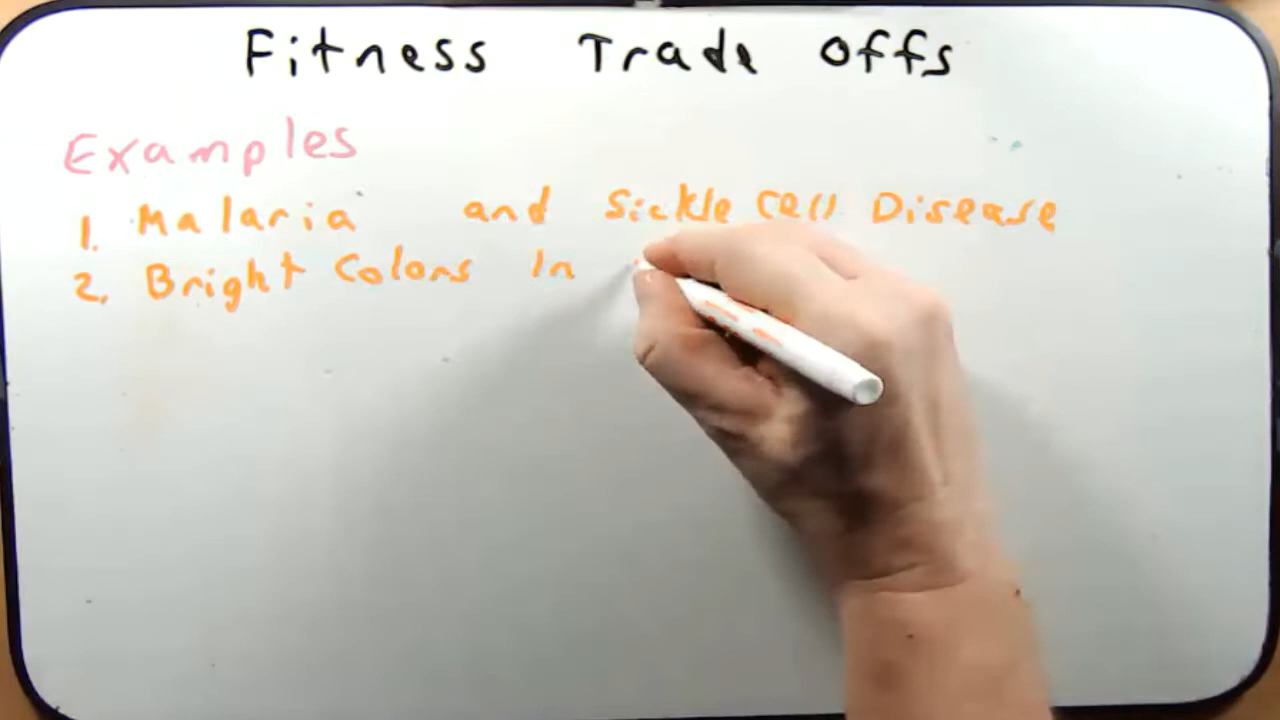 Fitness Trade Offs
Examples
1. Malaria and Sickle Cell Disease
2. Bright Colors In